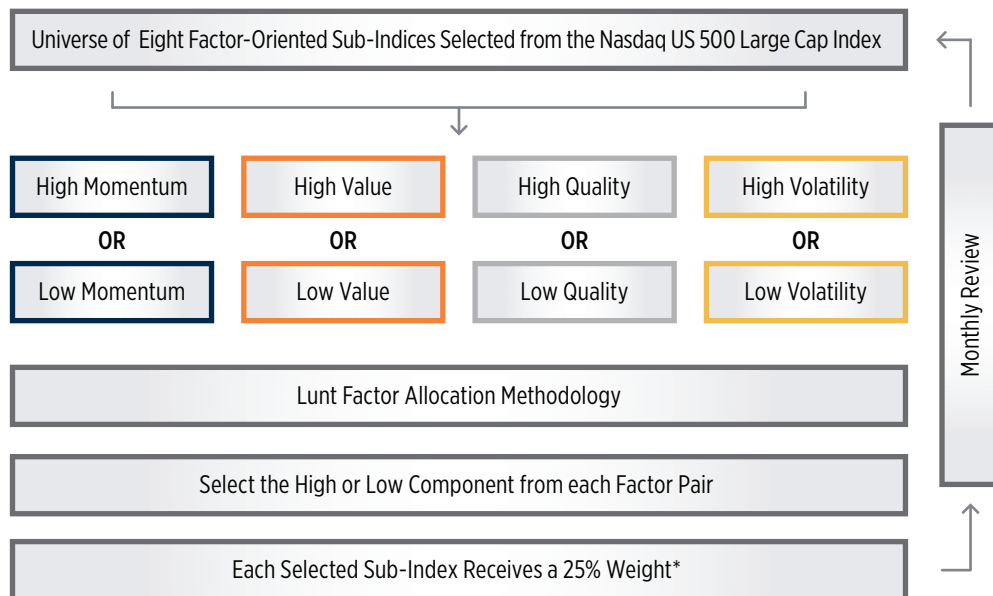 Universe of Eight Factor-Oriented Sub-Indices Selected from the Nasdaq US 500 Large Cap Index
High Momentum
High Value
High Quality
High Volatility
OR
OR
OR
OR
Low Momentum
Low Value
Low Quality
Low Volatility
Lunt Factor Allocation Methodology
Select the High or Low Component from each Factor Pair
Each Selected Sub-Index Receives a 25% Weight*
Monthly Review